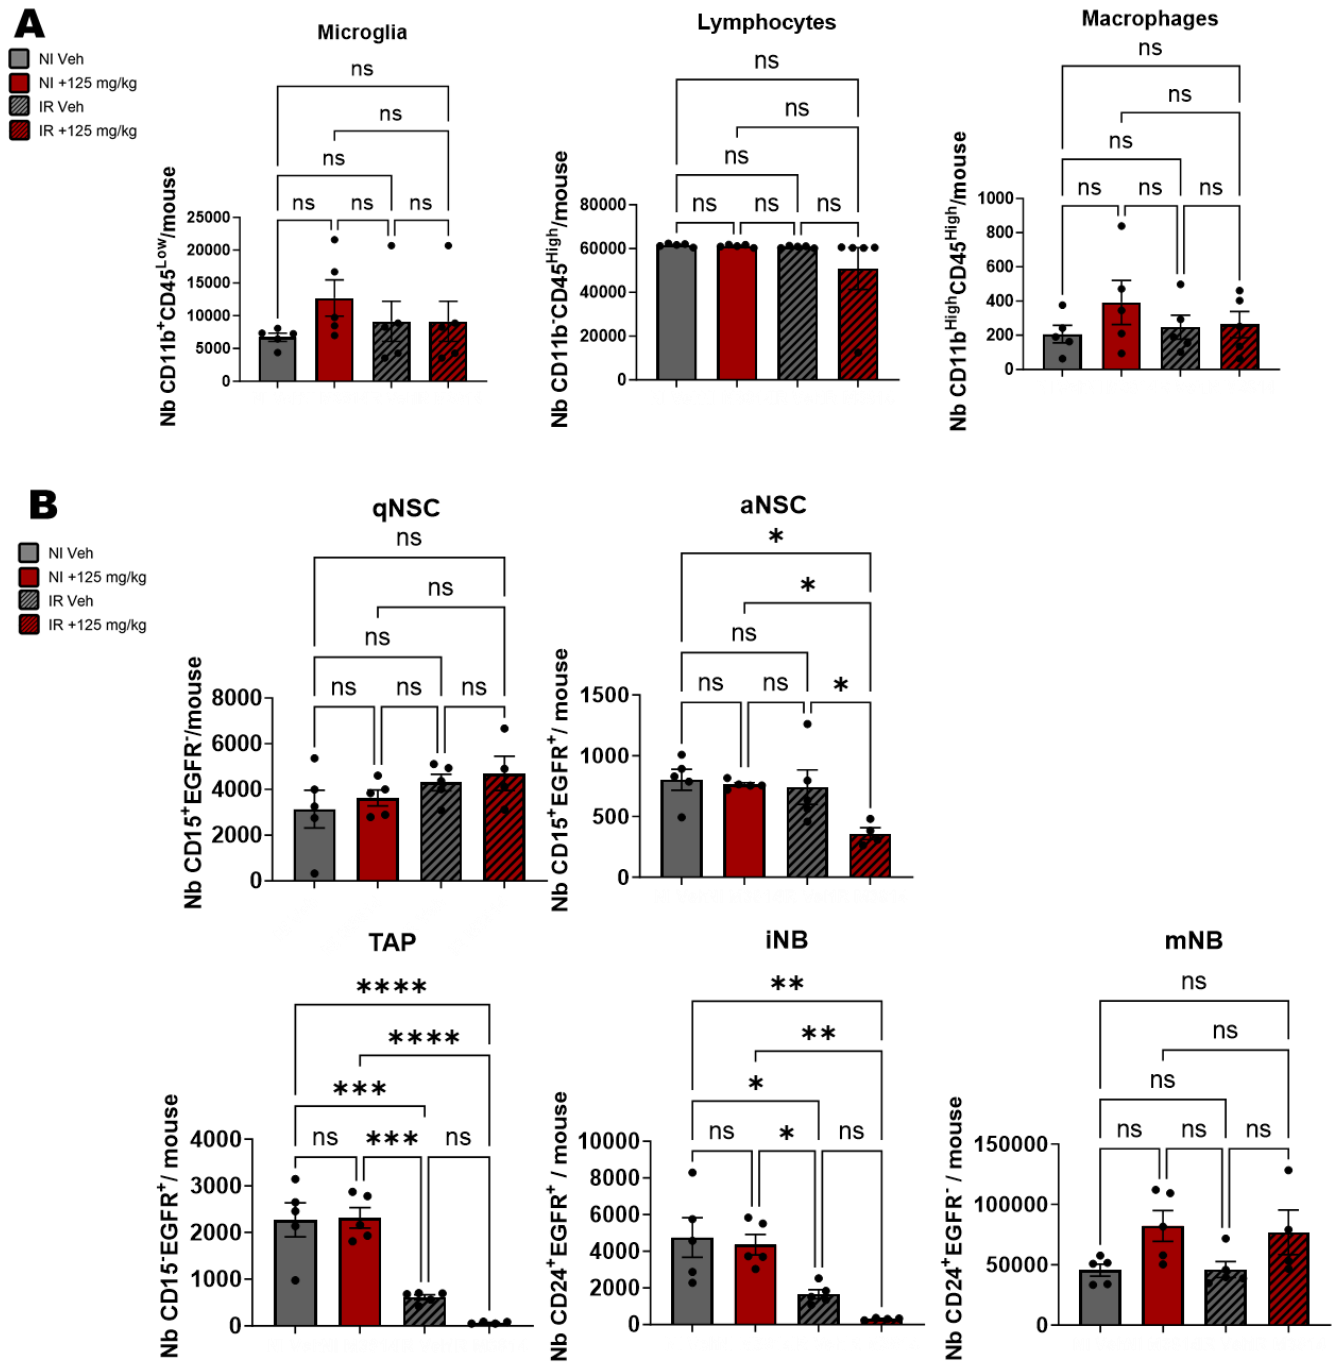 A
NI Veh
NI +125 mg/kg
IR Veh
IR +125 mg/kg
Microglia
ns
ns
ns
ns ns ns
Nb CD11b⁺CD45ᴸᵒʷ/mouse
25000
20000
15000
10000
5000
0
Lymphocytes
ns
ns
ns
ns ns ns
Nb CD11b⁻CD45ᴴⁱᵍʰ/mouse
80000
60000
40000
20000
0
Macrophages
ns
ns
ns
ns ns ns
Nb CD11bᴴⁱᵍʰCD45ᴴⁱᵍʰ/mouse
1000
800
600
400
200
0
B
NI Veh
NI +125 mg/kg
IR Veh
IR +125 mg/kg
qNSC
ns
ns
ns
ns ns ns
Nb CD15⁺EGFR⁻/mouse
8000
6000
4000
2000
0
aNSC
*
*
ns
ns ns *
Nb CD15⁺EGFR⁺/ mouse
1500
1000
500
0
TAP
****
****
***
ns *** ns
Nb CD15⁻EGFR⁺/ mouse
4000
3000
2000
1000
0
iNB
**
**
*
ns * ns
Nb CD24⁺EGFR⁺ / mouse
10000
8000
6000
4000
2000
0
mNB
ns
ns
ns
ns ns ns
Nb CD24⁺EGFR⁻ / mouse
150000
100000
50000
0